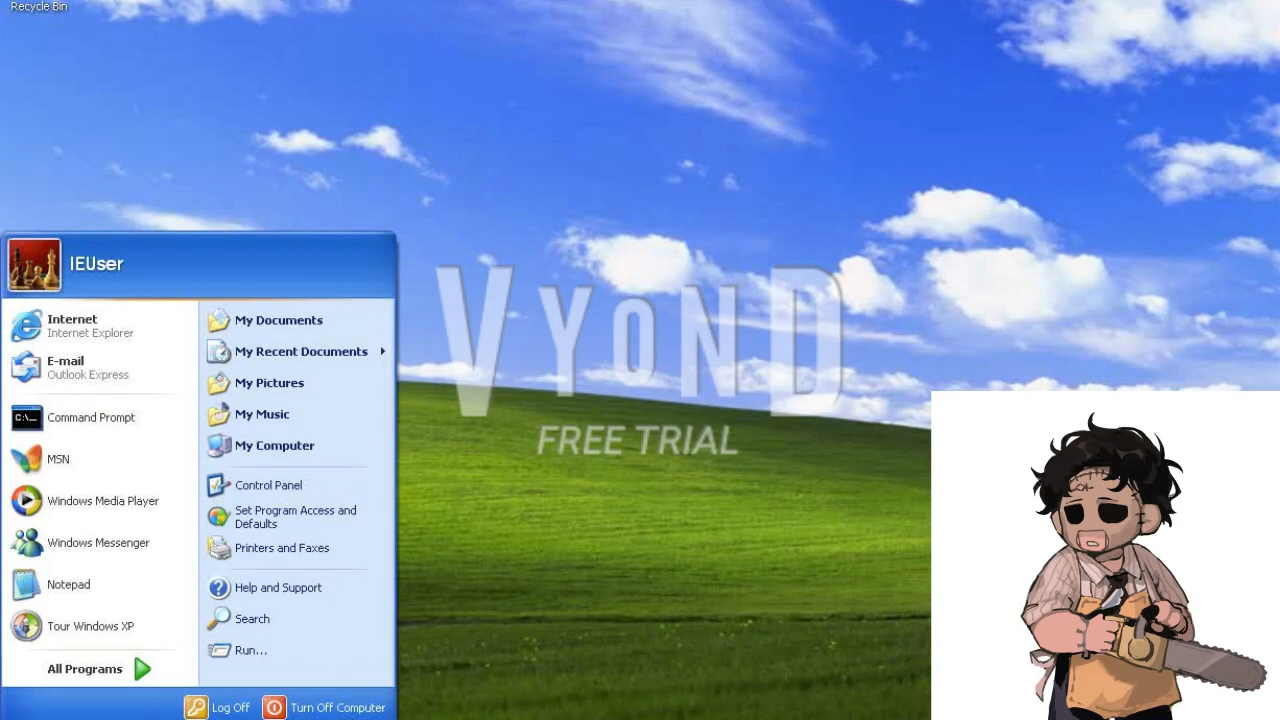 Recycle Bin
IEUser
Internet
Internet Explorer
E-mail
Outlook Express
Command Prompt
MSN
Windows Media Player
Windows Messenger
Notepad
Tour Windows XP
All Programs
My Documents
My Recent Documents
My Pictures
My Music
My Computer
Control Panel
Set Program Access and
Defaults
Printers and Faxes
Help and Support
Search
Run...
Log Off
Turn Off Computer
VYOND
FREE TRIAL